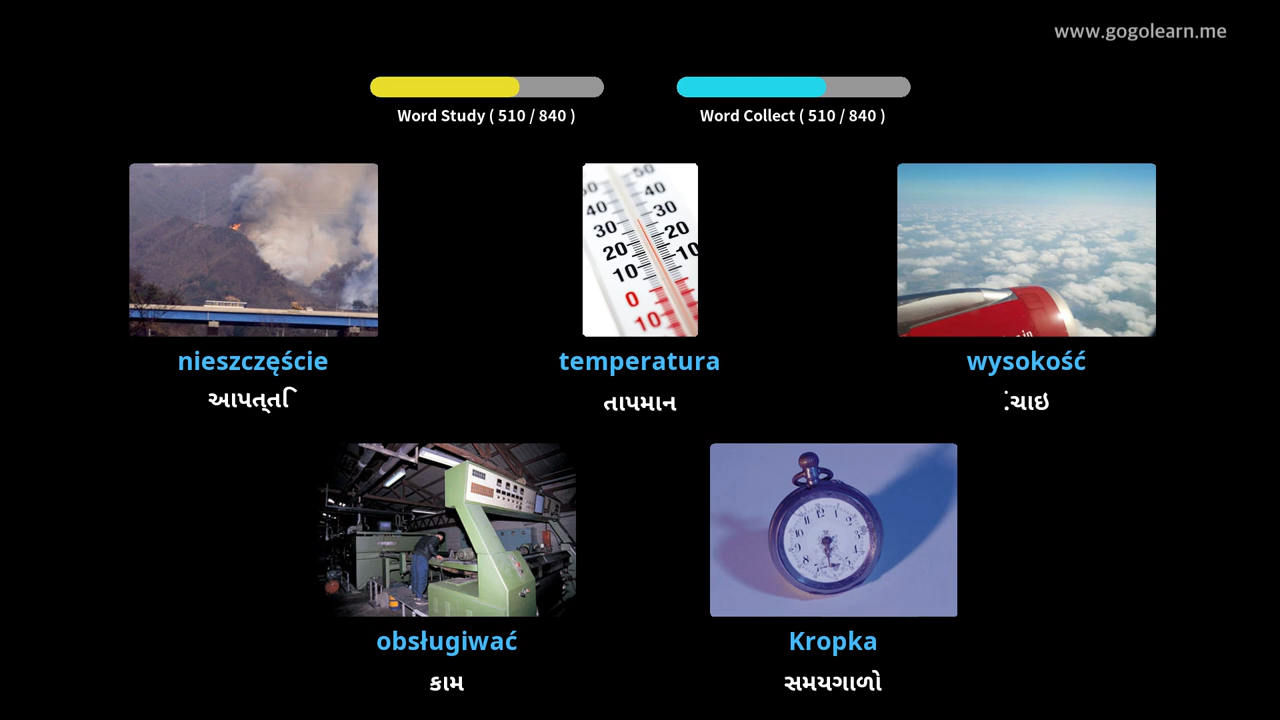 www.gogolearn.me
Word Study ( 510 / 840 )
Word Collect ( 510 / 840 )
nieszczęście
આપત્તિ
temperatura
તાપમાન
wysokość
ંચાઇ
obsługiwać
કામ
Kropka
સમયગાળો